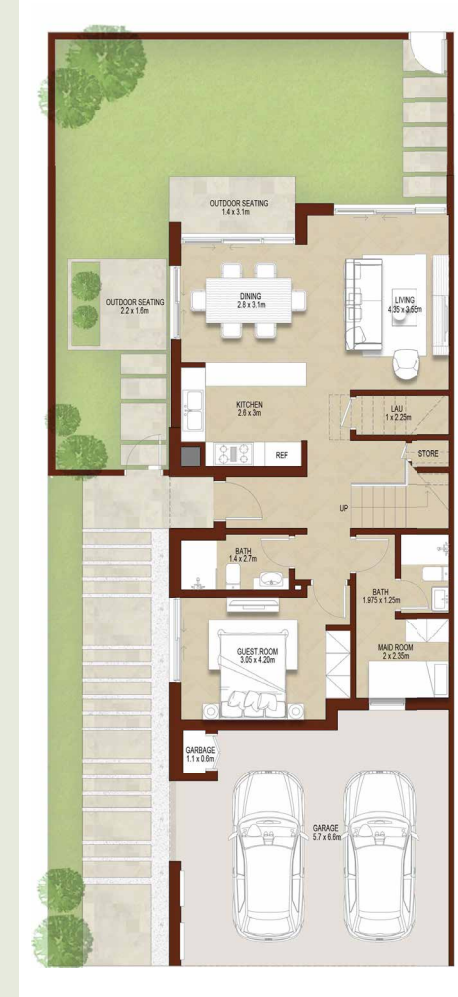 OUTDOOR SEATING
1.4 x 3.1m
DINING
2.8 x 3.1m
LIVING
4.35 x 3.55m
OUTDOOR SEATING
2.2 x 1.6m
KITCHEN
2.6 x 3m
LAU
1 x 2.25m
REF
STORE
UP
BATH
1.4 x 2.7m
BATH
1.975 x 1.25m
GUEST ROOM
3.05 x 4.20m
MAID ROOM
2 x 2.35m
GARBAGE
1.1 x 0.6m
GARAGE
5.7 x 6.6m